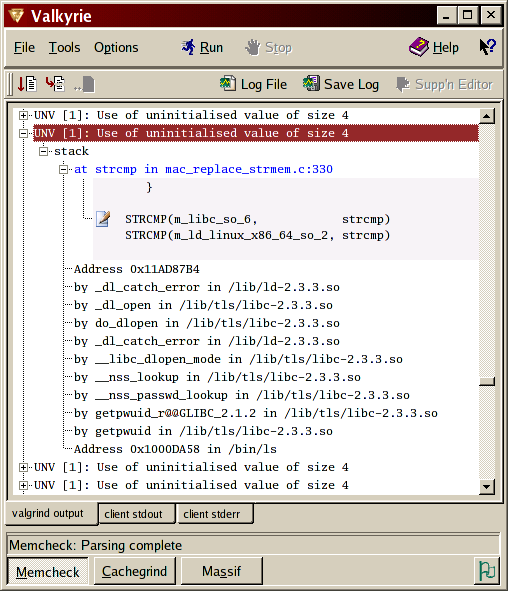 Valkyrie
File Tools Options Run Stop Help
Log File Save Log Supp'n Editor
UNV [1]: Use of uninitialised value of size 4
UNV [1]: Use of uninitialised value of size 4
stack
at strcmp in mac_replace_strmem.c:330
}
STRCMP(m_libc_so_6, strcmp)
STRCMP(m_ld_linux_x86_64_so_2, strcmp)
Address 0x11AD87B4
by _dl_catch_error in /lib/ld-2.3.3.so
by _dl_open in /lib/tls/libc-2.3.3.so
by do_dlopen in /lib/tls/libc-2.3.3.so
by _dl_catch_error in /lib/ld-2.3.3.so
by __libc_dlopen_mode in /lib/tls/libc-2.3.3.so
by __nss_lookup in /lib/tls/libc-2.3.3.so
by __nss_passwd_lookup in /lib/tls/libc-2.3.3.so
by getpwuid_r@@GLIBC_2.1.2 in /lib/tls/libc-2.3.3.so
by getpwuid in /lib/tls/libc-2.3.3.so
Address 0x1000DA58 in /bin/ls
UNV [1]: Use of uninitialised value of size 4
UNV [1]: Use of uninitialised value of size 4
valgrind output client stdout client stderr
Memcheck: Parsing complete
Memcheck Cachegrind Massif